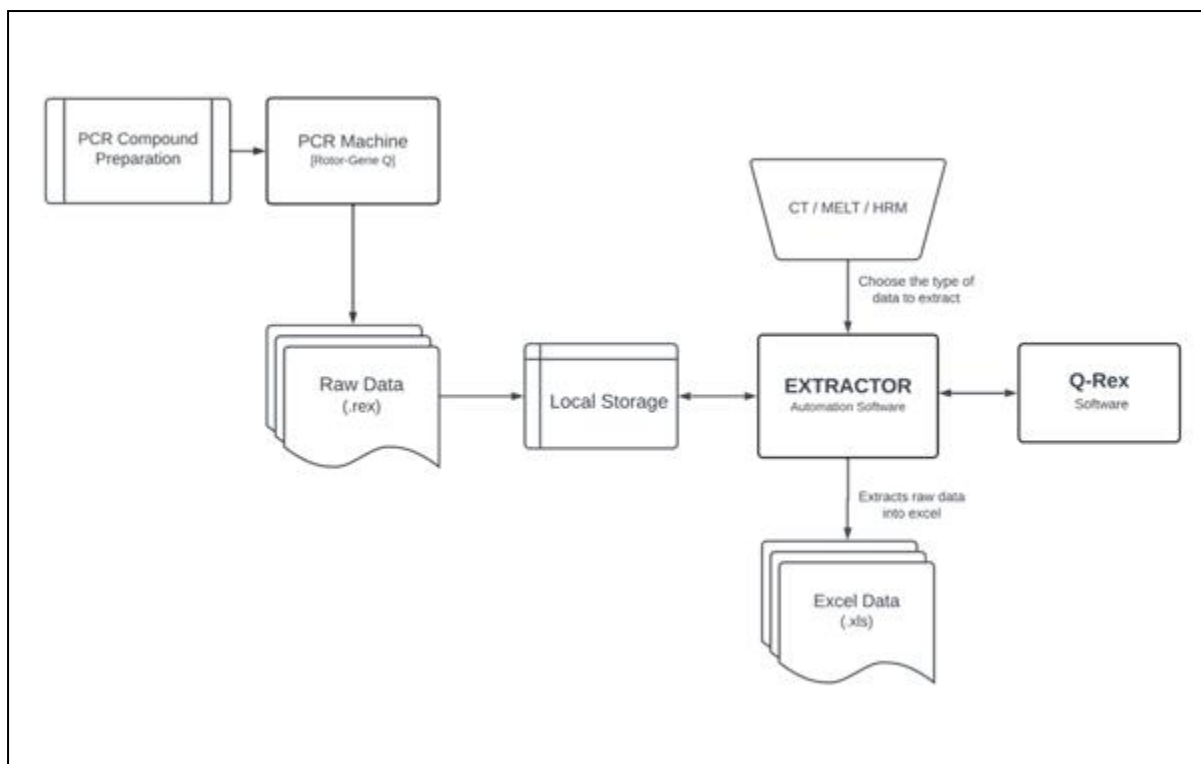 PCR Compound
Preparation
PCR Machine
[Rotor-Gene Q]
CT / MELT / HRM
Choose the type of
data to extract
Raw Data
(.rex)
Local Storage
EXTRACTOR
Automation Software
Q-Rex
Software
Extracts raw data
into excel
Excel Data
(.xls)